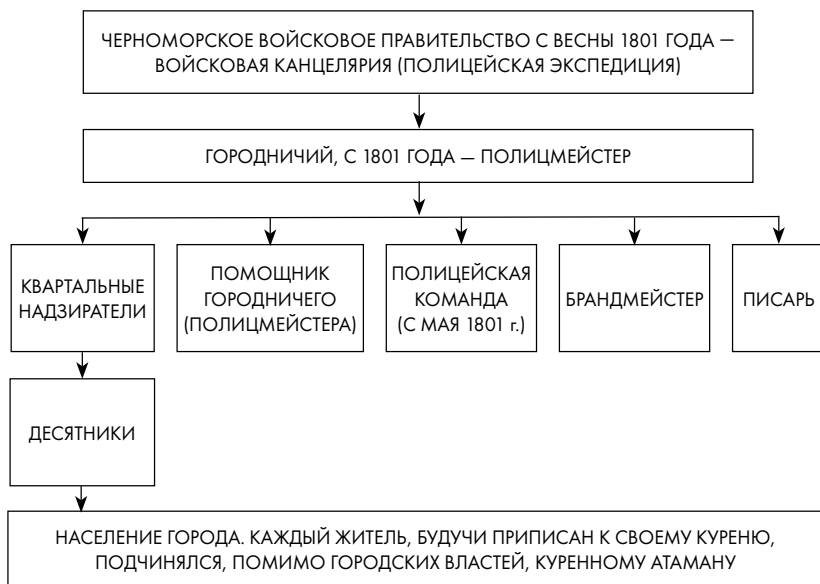 ЧЕРНОМОРСКОЕ ВОЙСКОВОЕ ПРАВИТЕЛЬСТВО С ВЕСНЫ 1801 ГОДА —
ВОЙСКОВАЯ КАНЦЕЛЯРИЯ (ПОЛИЦЕЙСКАЯ ЭКСПЕДИЦИЯ)
ГОРОДНИЧИЙ, С 1801 ГОДА — ПОЛИЦМЕЙСТЕР
КВАРТАЛЬНЫЕ
НАДЗИРАТЕЛИ
ПОМОЩНИК
ГОРОДНИЧЕГО
(ПОЛИЦМЕЙСТЕРА)
ПОЛИЦЕЙСКАЯ
КОМАНДА
(С МАЯ 1801 г.)
БРАНДМЕЙСТЕР
ПИСАРЬ
ДЕСЯТНИКИ
НАСЕЛЕНИЕ ГОРОДА. КАЖДЫЙ ЖИТЕЛЬ, БУДУЧИ ПРИПИСАН К СВОЕМУ КУРЕНЮ,
ПОДЧИНЯЛСЯ, ПОМИМО ГОРОДСКИХ ВЛАСТЕЙ, КУРЕННОМУ АТАМАНУ